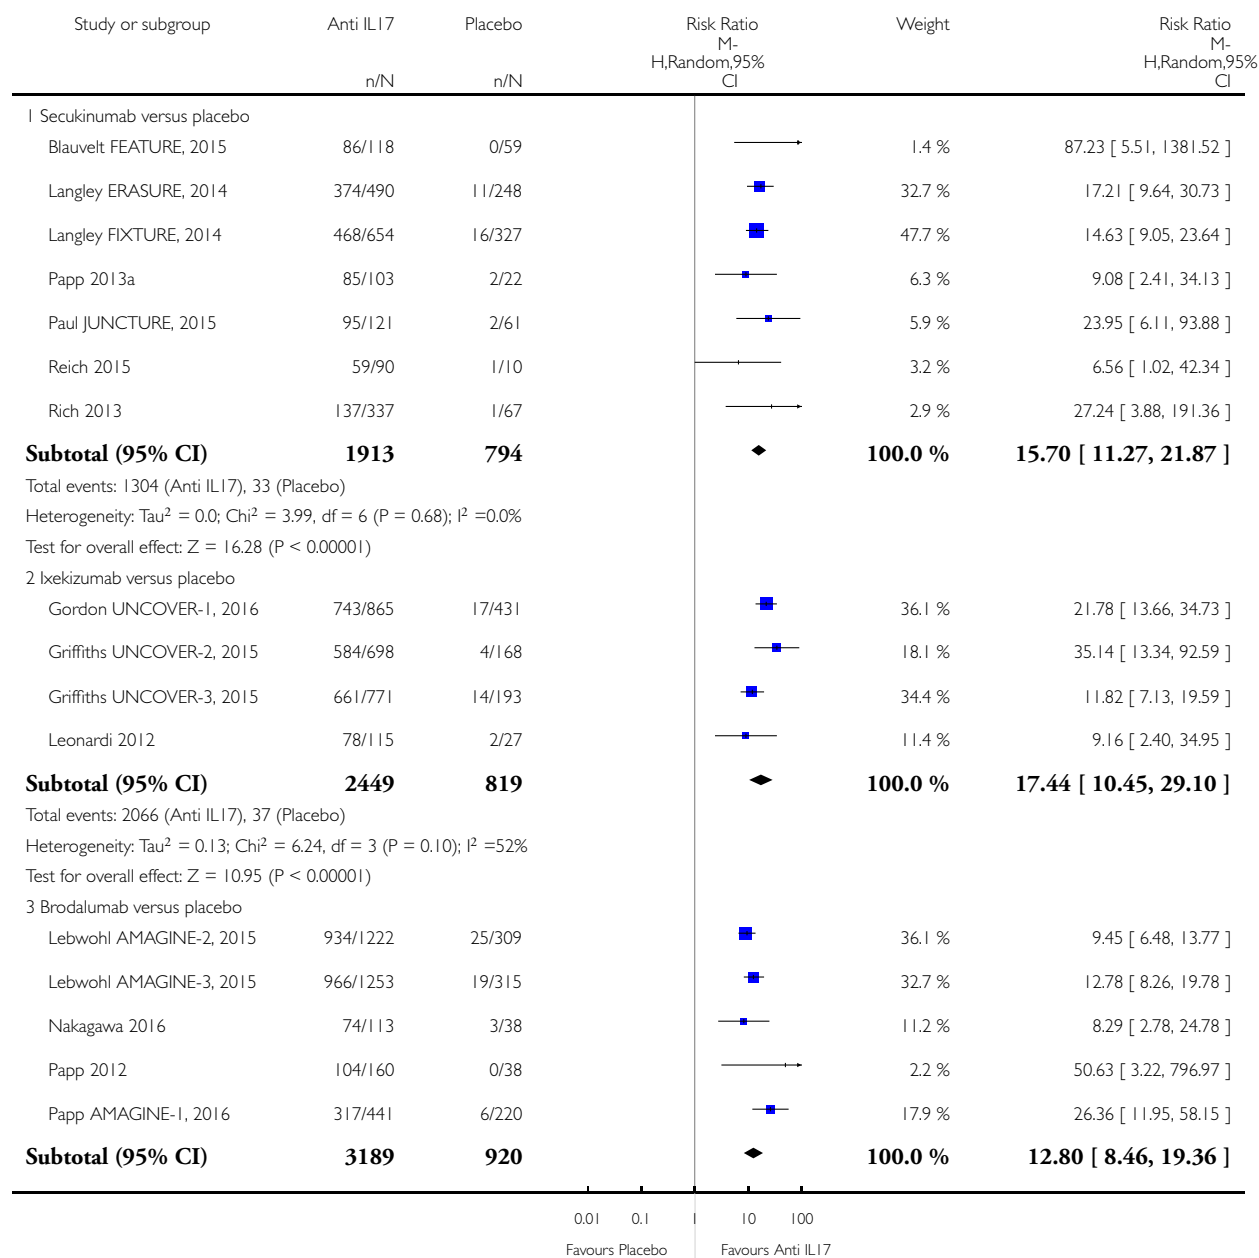 Study or subgroup Anti IL17 Placebo Risk Ratio Weight Risk Ratio
M- M-
H,Random,95% H,Random,95%
n/N n/N CI CI
1 Secukinumab versus placebo
Blauvelt FEATURE, 2015 86/118 0/59 1.4 % 87.23 [ 5.51, 1381.52 ]
Langley ERASURE, 2014 374/490 11/248 32.7 % 17.21 [ 9.64, 30.73 ]
Langley FIXTURE, 2014 468/654 16/327 47.7 % 14.63 [ 9.05, 23.64 ]
Papp 2013a 85/103 2/22 6.3 % 9.08 [ 2.41, 34.13 ]
Paul JUNCTURE, 2015 95/121 2/61 5.9 % 23.95 [ 6.11, 93.88 ]
Reich 2015 59/90 1/10 3.2 % 6.56 [ 1.02, 42.34 ]
Rich 2013 137/337 1/67 2.9 % 27.24 [ 3.88, 191.36 ]
Subtotal (95% CI) 1913 794 100.0 % 15.70 [ 11.27, 21.87 ]
Total events: 1304 (Anti IL17), 33 (Placebo)
Heterogeneity: Tau² = 0.0; Chi² = 3.99, df = 6 (P = 0.68); I² =0.0%
Test for overall effect: Z = 16.28 (P < 0.00001)
2 Ixekizumab versus placebo
Gordon UNCOVER-1, 2016 743/865 17/431 36.1 % 21.78 [ 13.66, 34.73 ]
Griffiths UNCOVER-2, 2015 584/698 4/168 18.1 % 35.14 [ 13.34, 92.59 ]
Griffiths UNCOVER-3, 2015 661/771 14/193 34.4 % 11.82 [ 7.13, 19.59 ]
Leonardi 2012 78/115 2/27 11.4 % 9.16 [ 2.40, 34.95 ]
Subtotal (95% CI) 2449 819 100.0 % 17.44 [ 10.45, 29.10 ]
Total events: 2066 (Anti IL17), 37 (Placebo)
Heterogeneity: Tau² = 0.13; Chi² = 6.24, df = 3 (P = 0.10); I² =52%
Test for overall effect: Z = 10.95 (P < 0.00001)
3 Brodalumab versus placebo
Lebwohl AMAGINE-2, 2015 934/1222 25/309 36.1 % 9.45 [ 6.48, 13.77 ]
Lebwohl AMAGINE-3, 2015 966/1253 19/315 32.7 % 12.78 [ 8.26, 19.78 ]
Nakagawa 2016 74/113 3/38 11.2 % 8.29 [ 2.78, 24.78 ]
Papp 2012 104/160 0/38 2.2 % 50.63 [ 3.22, 796.97 ]
Papp AMAGINE-1, 2016 317/441 6/220 17.9 % 26.36 [ 11.95, 58.15 ]
Subtotal (95% CI) 3189 920 100.0 % 12.80 [ 8.46, 19.36 ]
0.01 0.1 1 10 100
Favours Placebo Favours Anti IL17